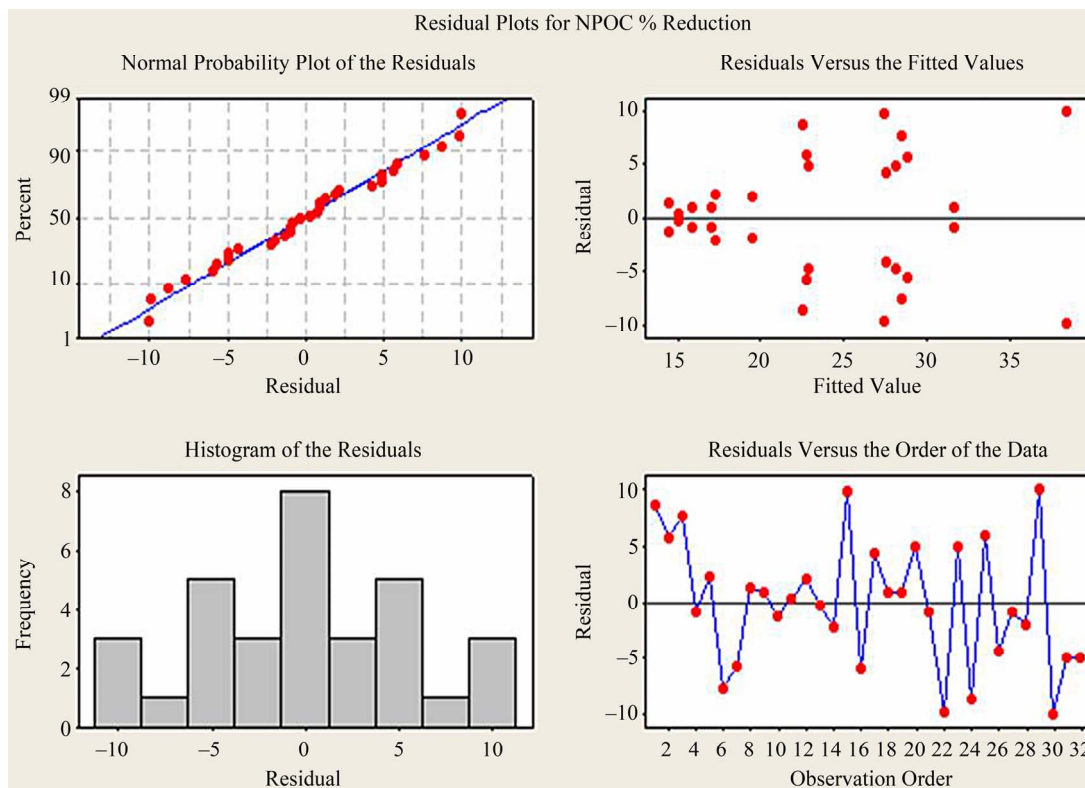 Residual Plots for NPOC % Reduction
Normal Probability Plot of the Residuals
99
90
50
10
1
Percent
–10 –5 0 5 10
Residual
Residuals Versus the Fitted Values
10
5
0
–5
–10
Residual
15 20 25 30 35
Fitted Value
Histogram of the Residuals
8
6
4
2
0
Frequency
–10 –5 0 5 10
Residual
Residuals Versus the Order of the Data
10
5
0
–5
–10
Residual
2 4 6 8 10 12 14 16 18 20 22 24 26 28 30 32
Observation Order